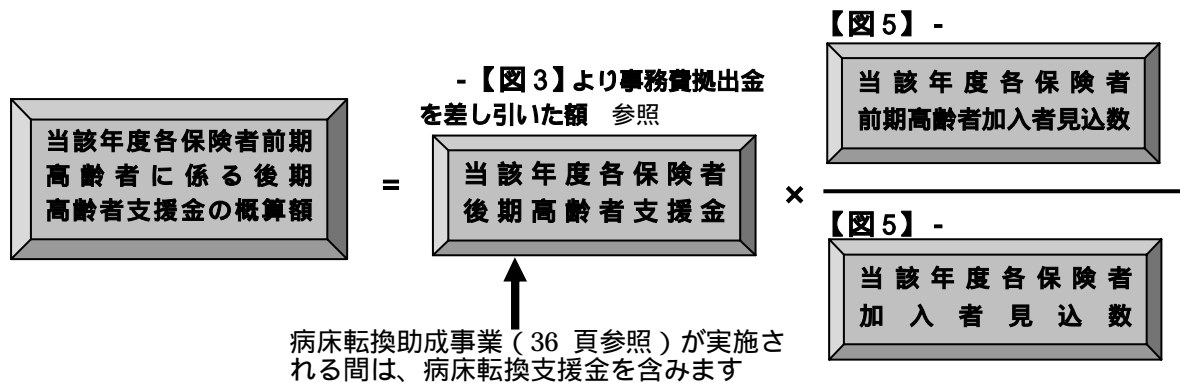 当該年度各保険者前期
高齢者に係る後期
高齢者支援金の概算額
=
-【図3】より事務費拠出金
を差し引いた額 参照
当該年度各保険者
後期高齢者支援金
病床転換助成事業(36 頁参照)が実施さ
れる間は、病床転換支援金を含みます
×
【図5】-
当該年度各保険者
前期高齢者加入者見込数
【図5】-
当該年度各保険者
加入者見込数